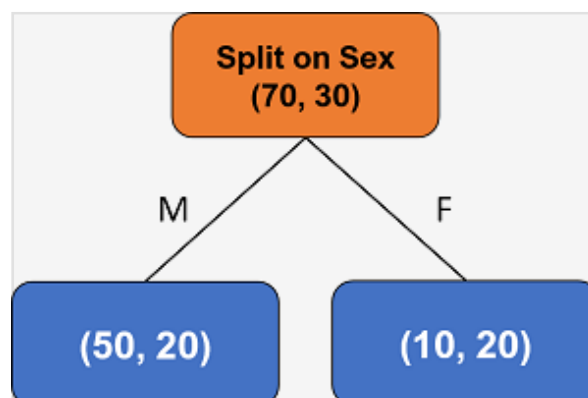 Split on Sex
(70, 30)
M
F
(50, 20)
(10, 20)